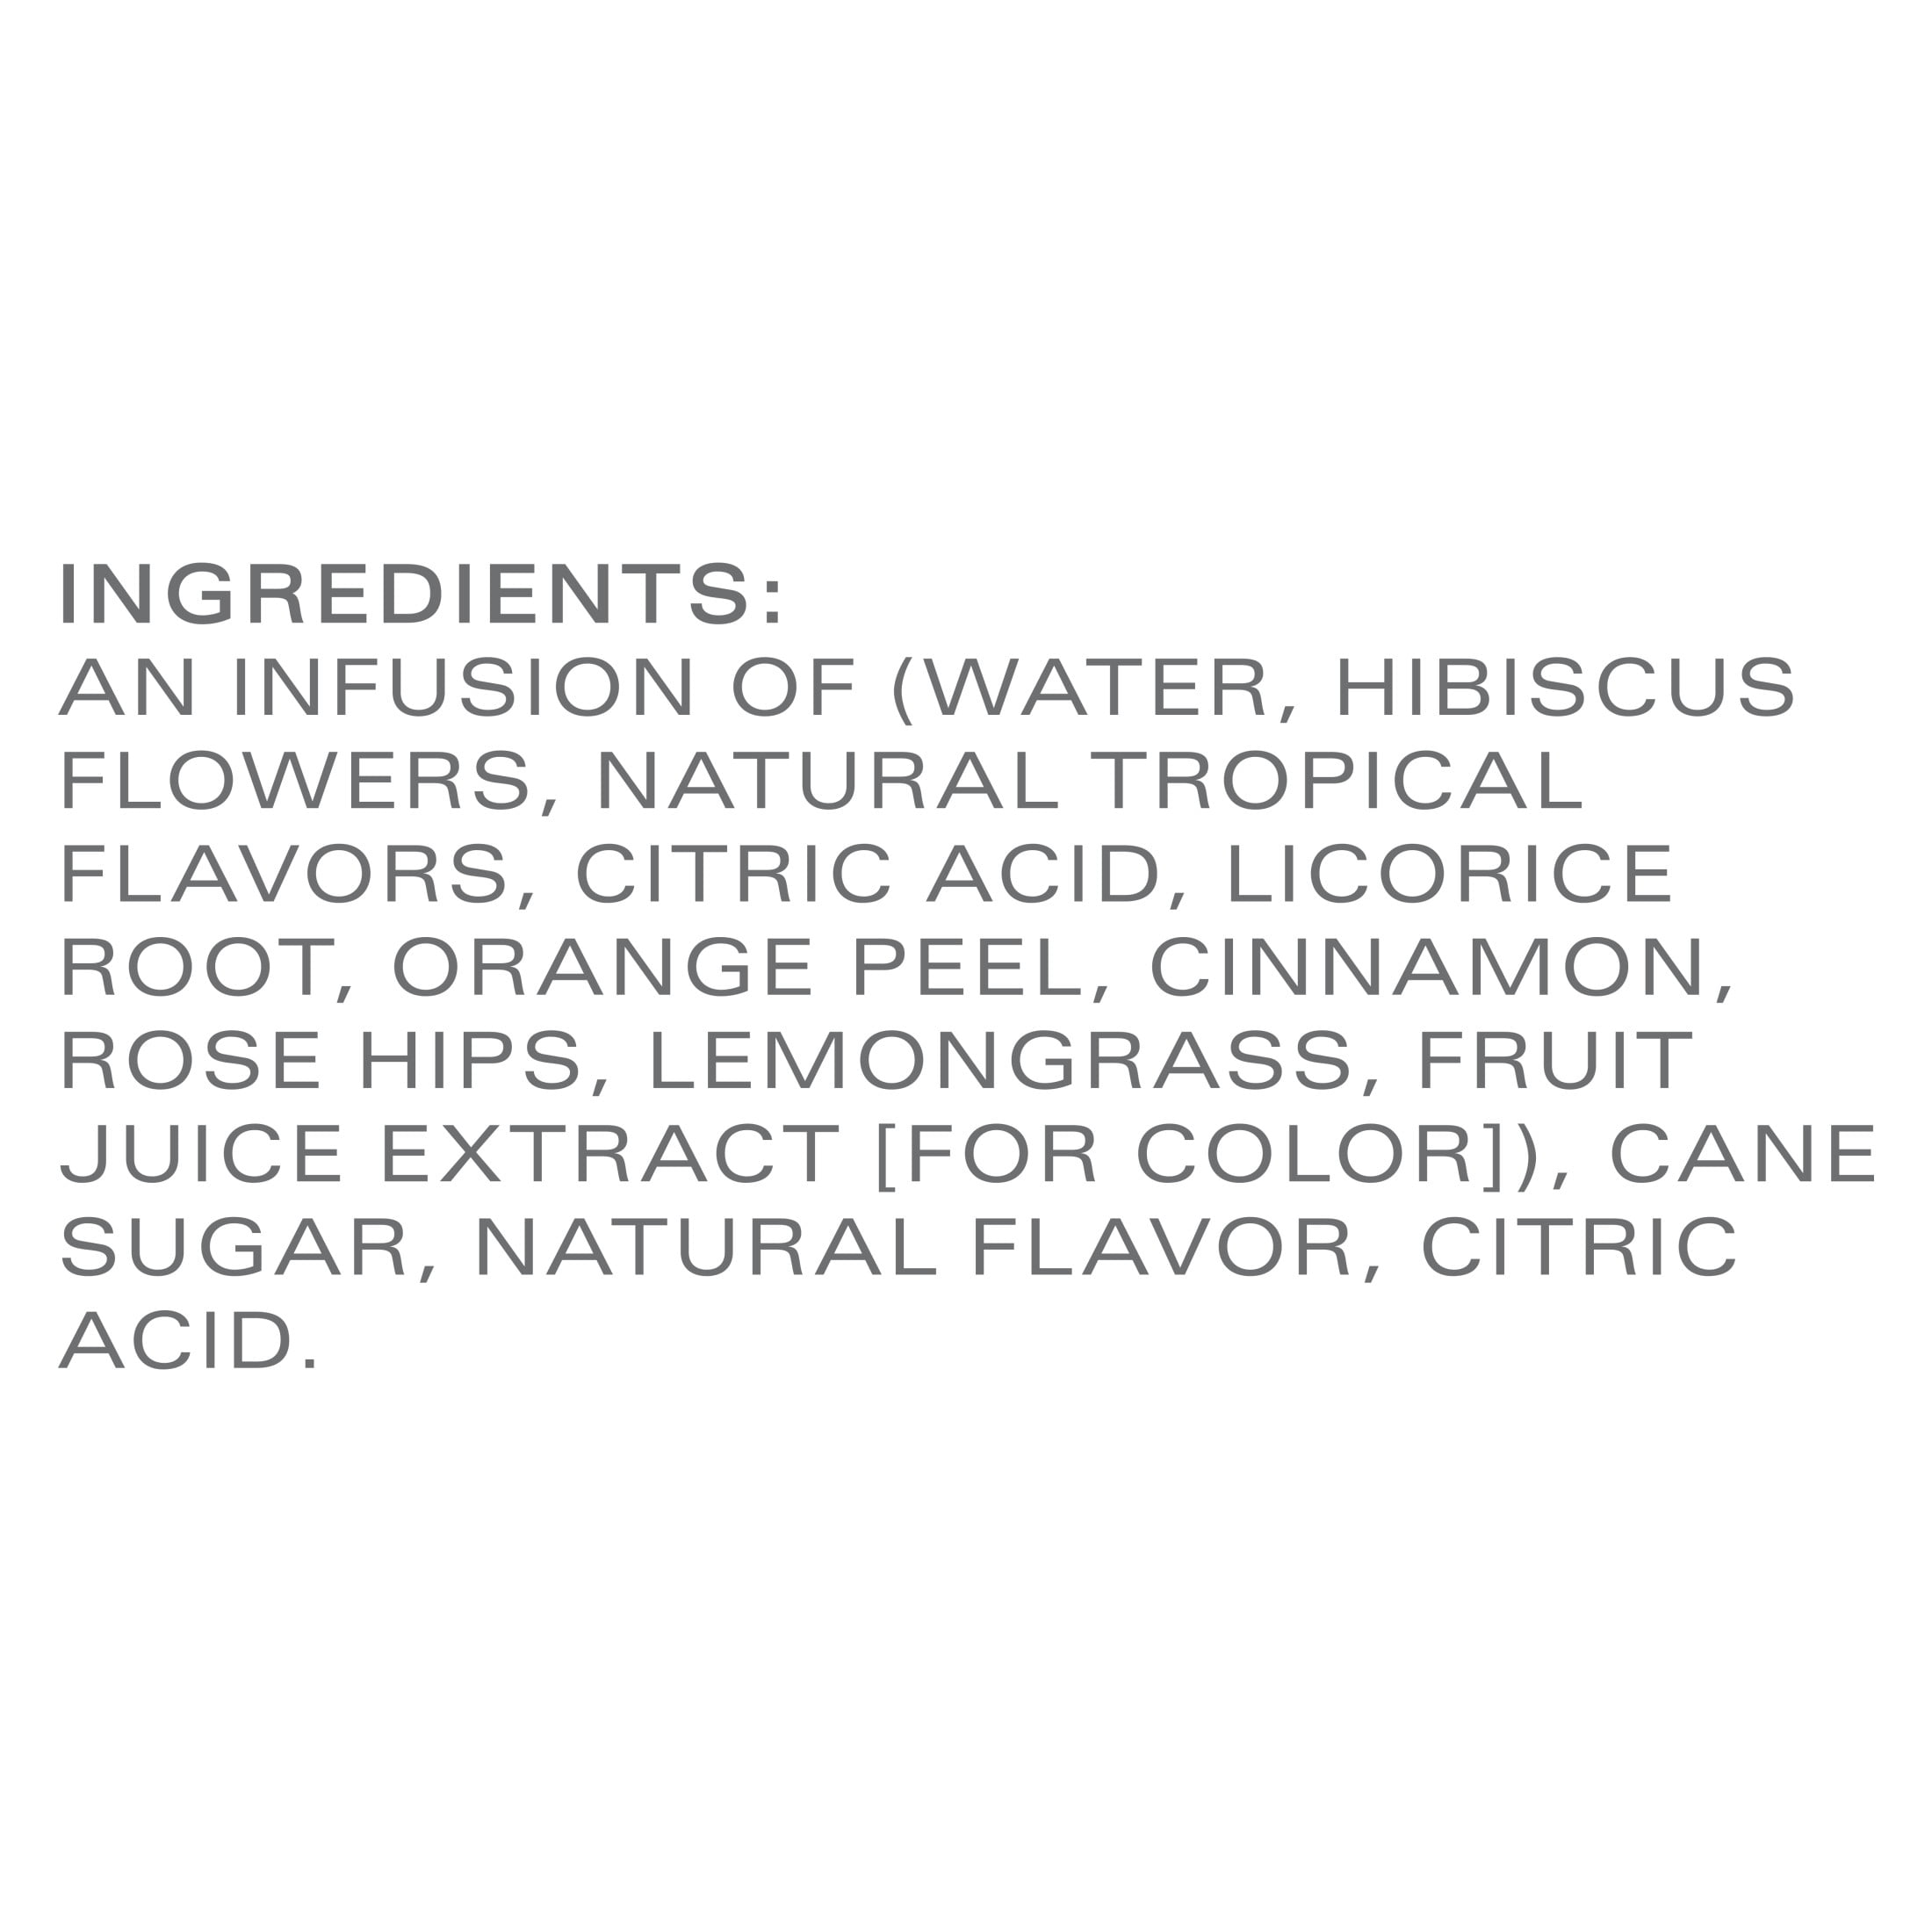 INGREDIENTS:
AN INFUSION OF (WATER, HIBISCUS
FLOWERS, NATURAL TROPICAL
FLAVORS, CITRIC ACID, LICORICE
ROOT, ORANGE PEEL, CINNAMON,
ROSE HIPS, LEMONGRASS, FRUIT
JUICE EXTRACT [FOR COLOR]), CANE
SUGAR, NATURAL FLAVOR, CITRIC
ACID.